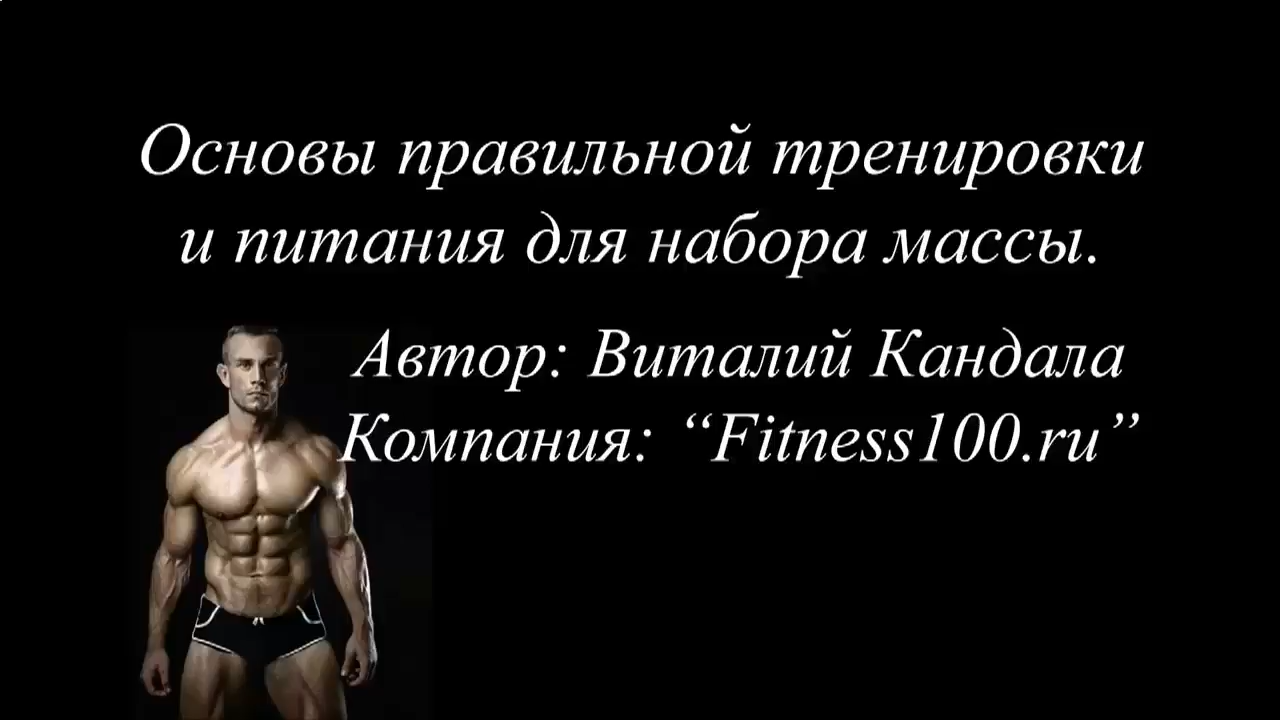 Основы правильной тренировки
и питания для набора массы.
Автор: Виталий Кандала
Компания: “Fitness100.ru”